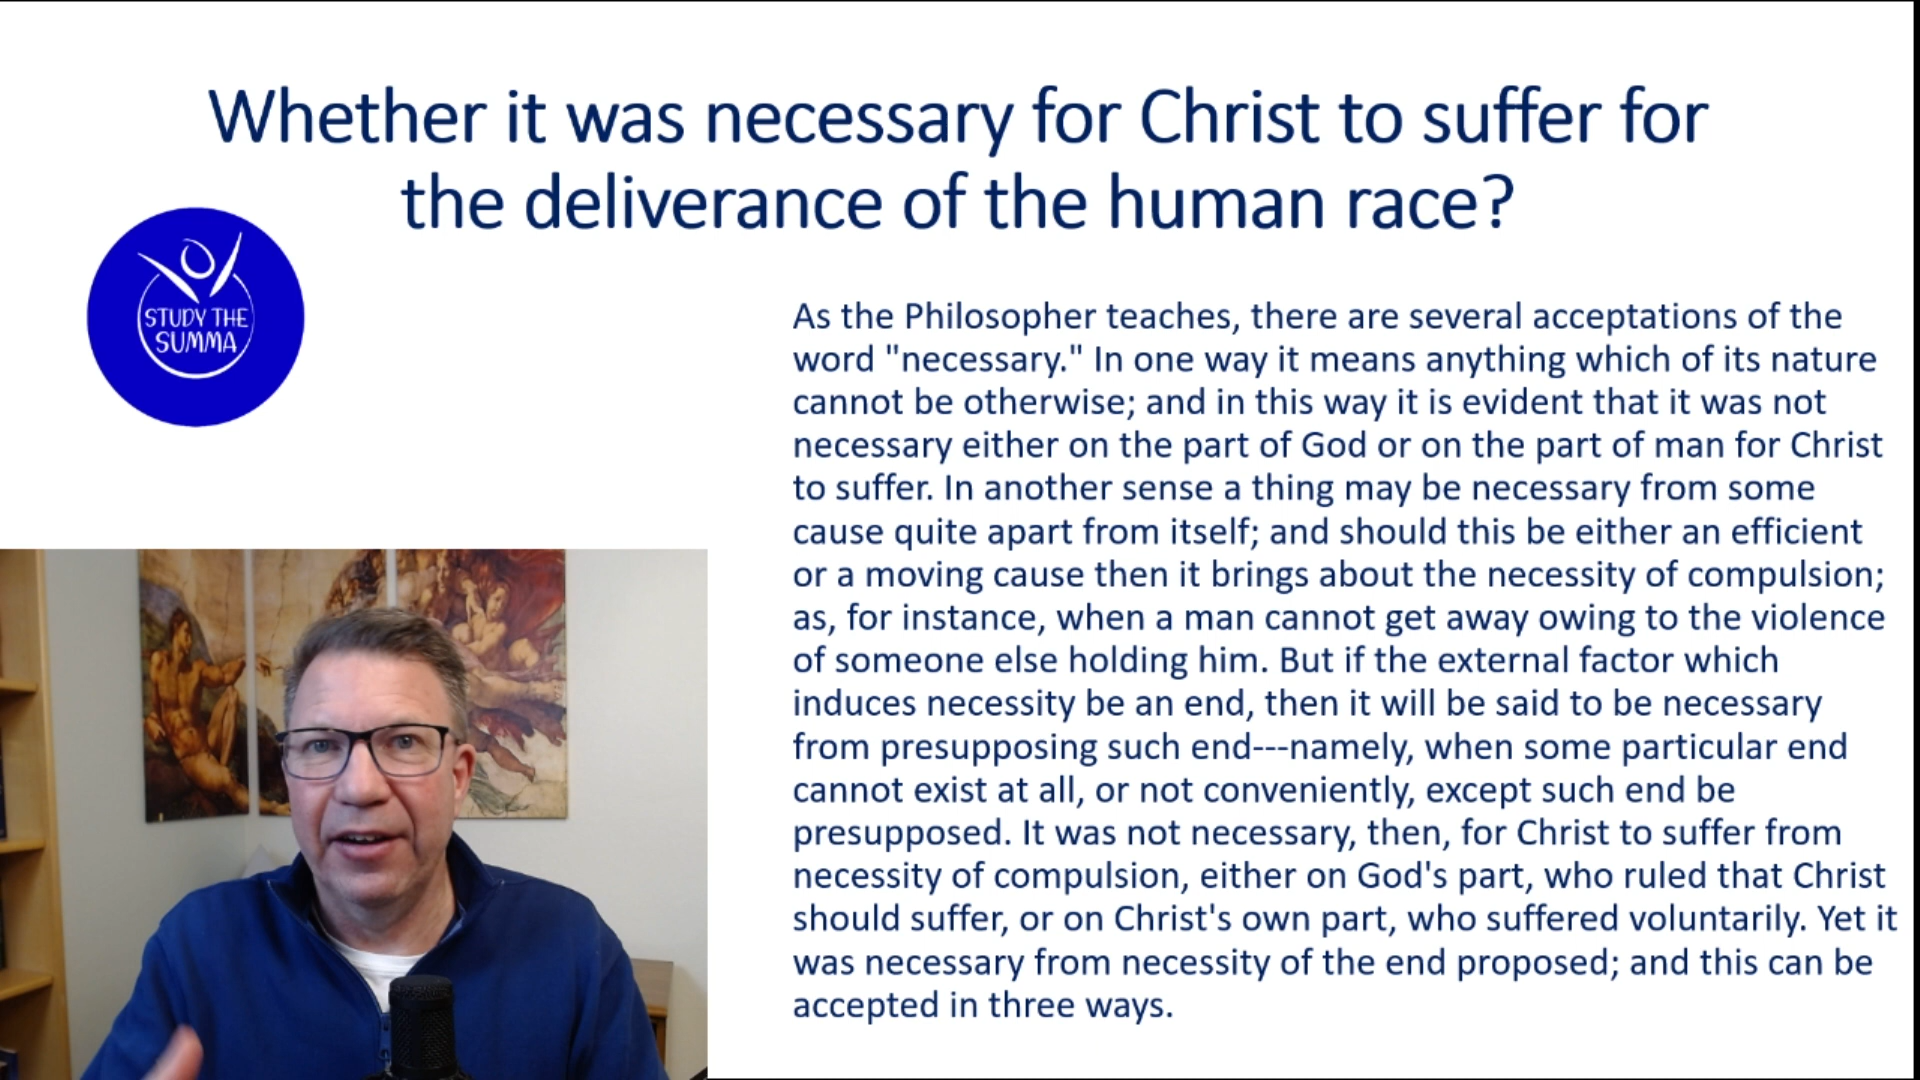 Whether it was necessary for Christ to suffer for
the deliverance of the human race?
STUDY THE
SUMMA
As the Philosopher teaches, there are several acceptations of the
word "necessary." In one way it means anything which of its nature
cannot be otherwise; and in this way it is evident that it was not
necessary either on the part of God or on the part of man for Christ
to suffer. In another sense a thing may be necessary from some
cause quite apart from itself; and should this be either an efficient
or a moving cause then it brings about the necessity of compulsion;
as, for instance, when a man cannot get away owing to the violence
of someone else holding him. But if the external factor which
induces necessity be an end, then it will be said to be necessary
from presupposing such end---namely, when some particular end
cannot exist at all, or not conveniently, except such end be
presupposed. It was not necessary, then, for Christ to suffer from
necessity of compulsion, either on God's part, who ruled that Christ
should suffer, or on Christ's own part, who suffered voluntarily. Yet it
was necessary from necessity of the end proposed; and this can be
accepted in three ways.